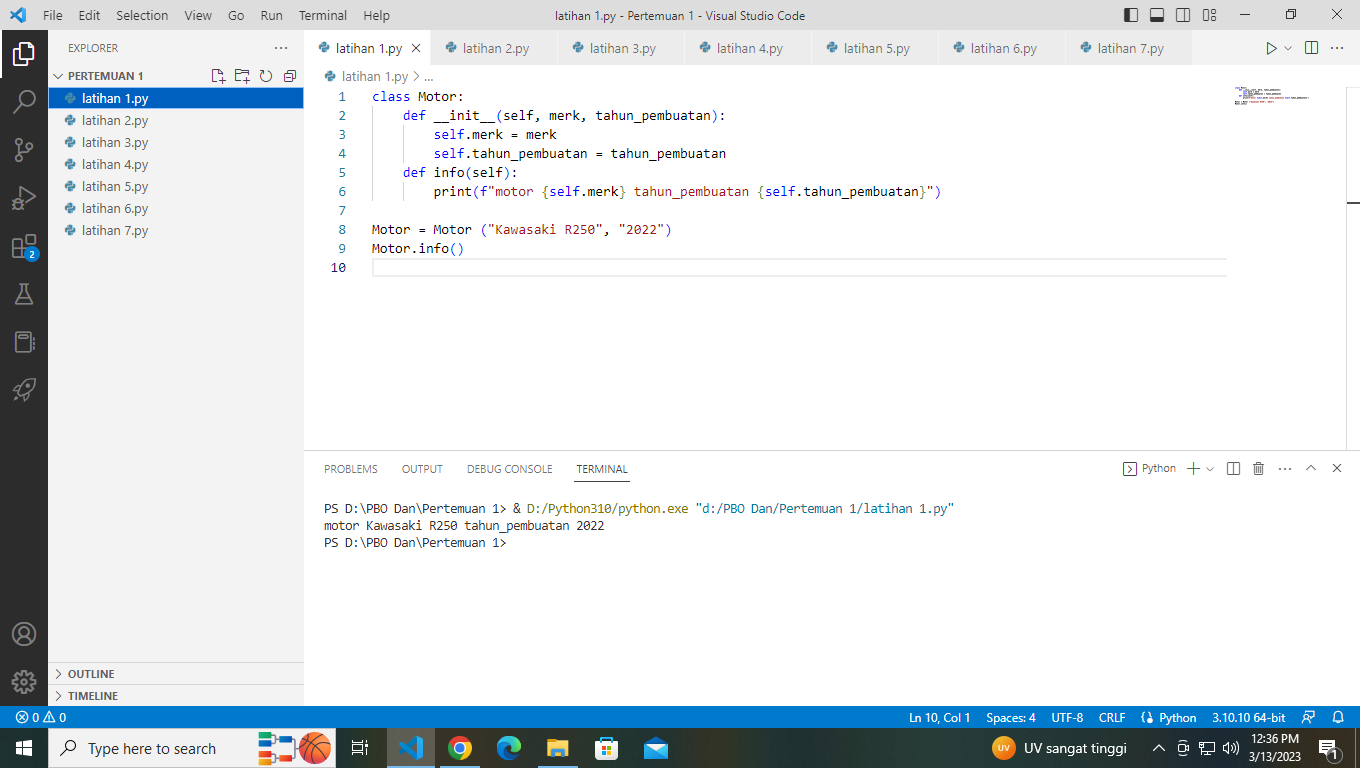 File Edit Selection View Go Run Terminal Help
latihan 1.py - Pertemuan 1 - Visual Studio Code
EXPLORER
PERTEMUAN 1
latihan 1.py
latihan 2.py
latihan 3.py
latihan 4.py
latihan 5.py
latihan 6.py
latihan 7.py
OUTLINE
TIMELINE
2
latihan 1.py latihan 2.py latihan 3.py latihan 4.py latihan 5.py latihan 6.py latihan 7.py
latihan 1.py > ...
1 class Motor:
2     def __init__(self, merk, tahun_pembuatan):
3         self.merk = merk
4         self.tahun_pembuatan = tahun_pembuatan
5     def info(self):
6         print(f"motor {self.merk} tahun_pembuatan {self.tahun_pembuatan}")
7
8 Motor = Motor ("Kawasaki R250", "2022")
9 Motor.info()
10
PROBLEMS OUTPUT DEBUG CONSOLE TERMINAL
Python
PS D:\PBO Dan\Pertemuan 1> & D:/Python310/python.exe "d:/PBO Dan/Pertemuan 1/latihan 1.py"
motor Kawasaki R250 tahun_pembuatan 2022
PS D:\PBO Dan\Pertemuan 1>
0 0
Ln 10, Col 1 Spaces: 4 UTF-8 CRLF Python 3.10.10 64-bit
Type here to search
UV UV sangat tinggi
12:36 PM
3/13/2023
1